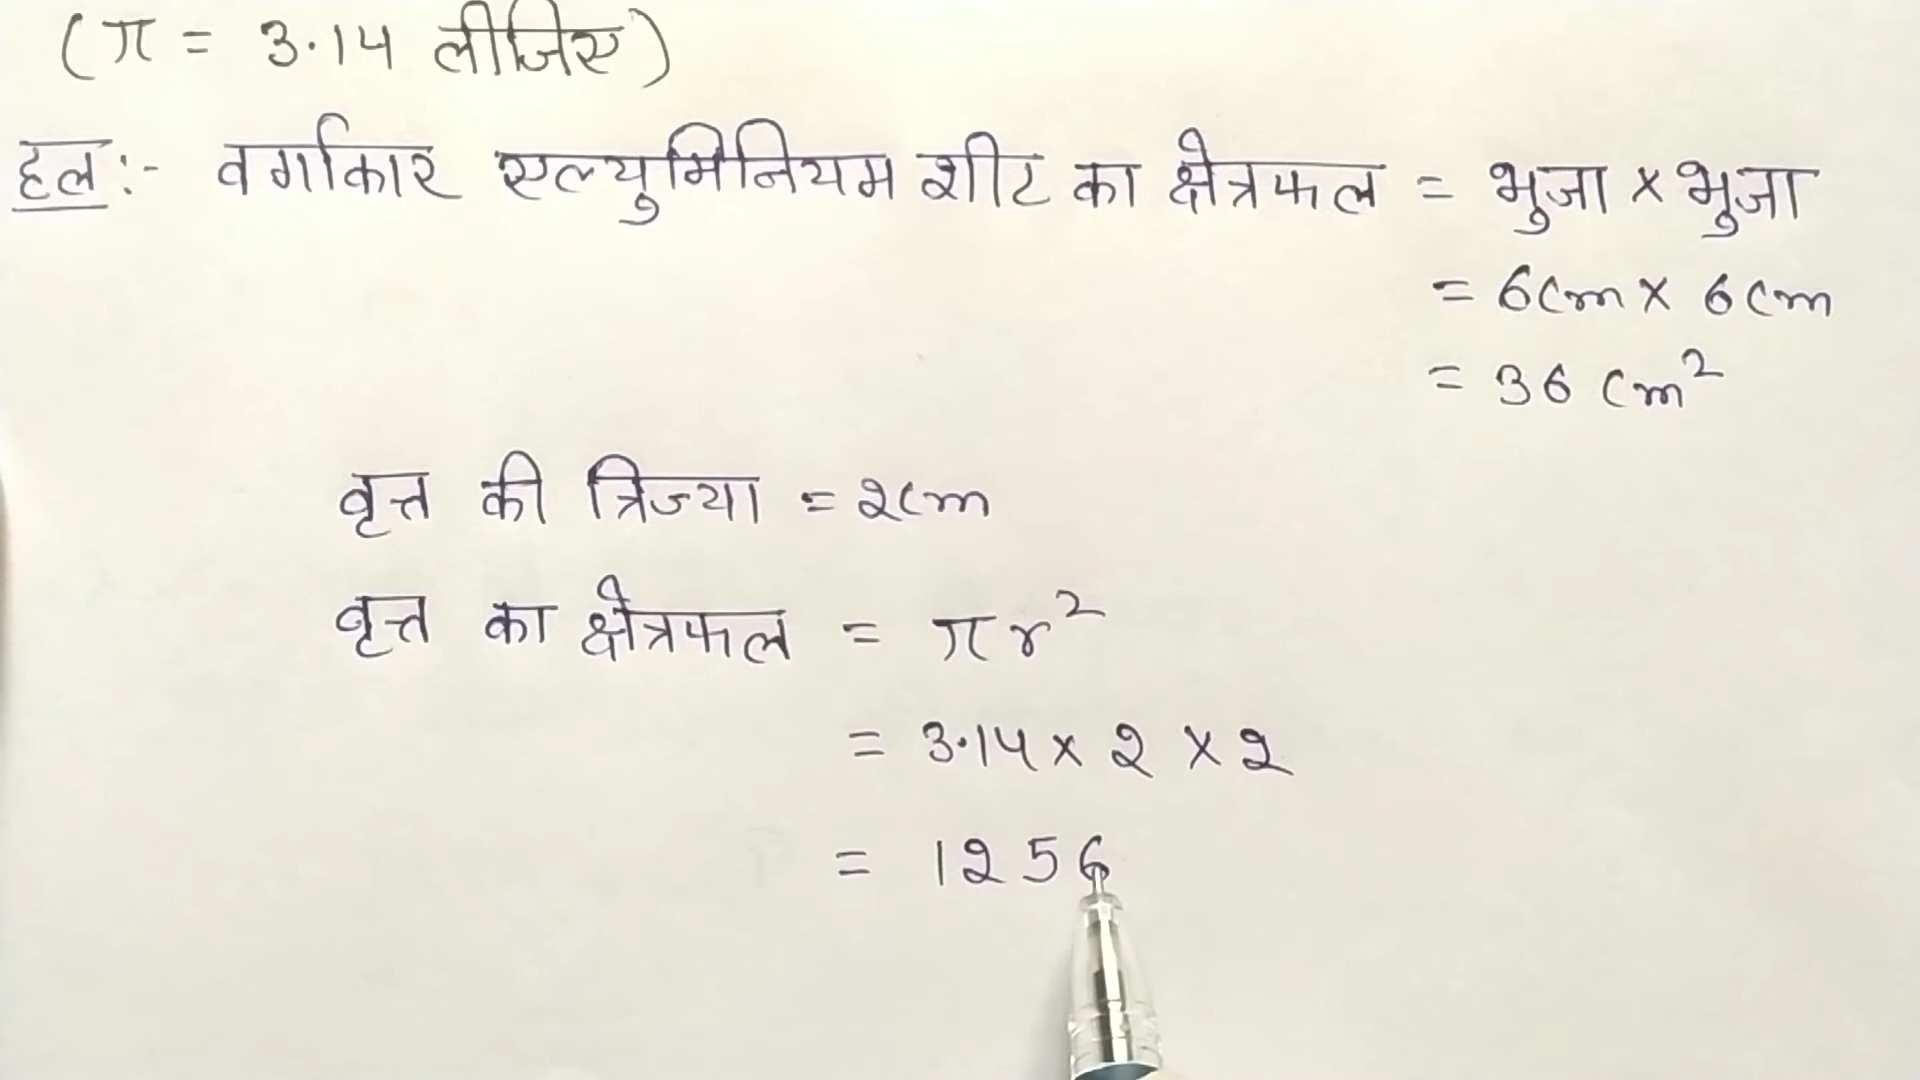 (π = 3.14 लीजिए)
हल:- वर्गाकार एल्युमिनियम शीट का क्षेत्रफल = भुजा × भुजा
= 6cm × 6cm
= 36 cm²
वृत्त की त्रिज्या = 2cm
वृत्त का क्षेत्रफल = πr²
= 3.14 × 2 × 2
= 1256